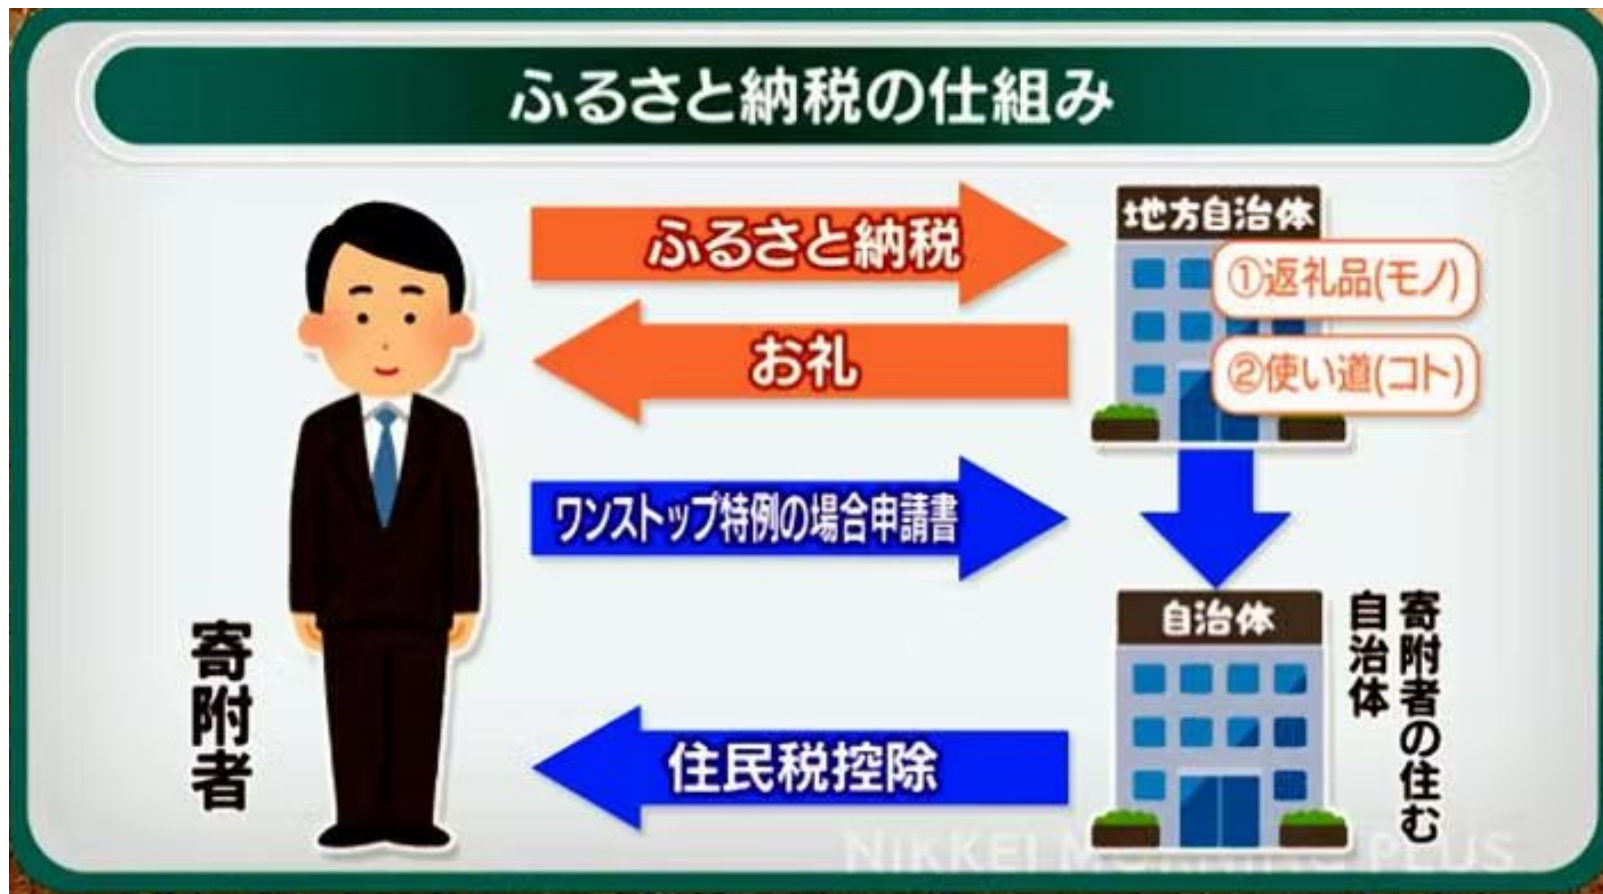 ふるさと納税の仕組み
ふるさと納税
地方自治体
①返礼品(モノ)
お礼
②使い道(コト)
ワンストップ特例の場合申請書
自治体
寄附者の住む
自治体
寄附者
住民税控除
NIKKEI MORNING PLUS